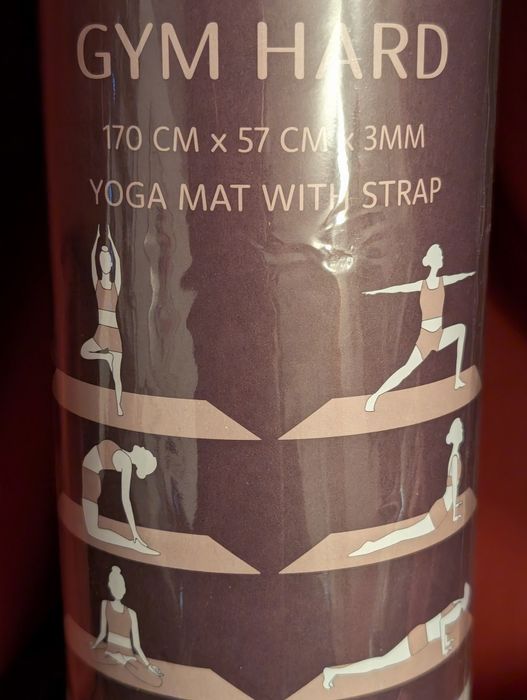 GYM HARD
170 CM x 57 CM x 3MM
YOGA MAT WITH STRAP